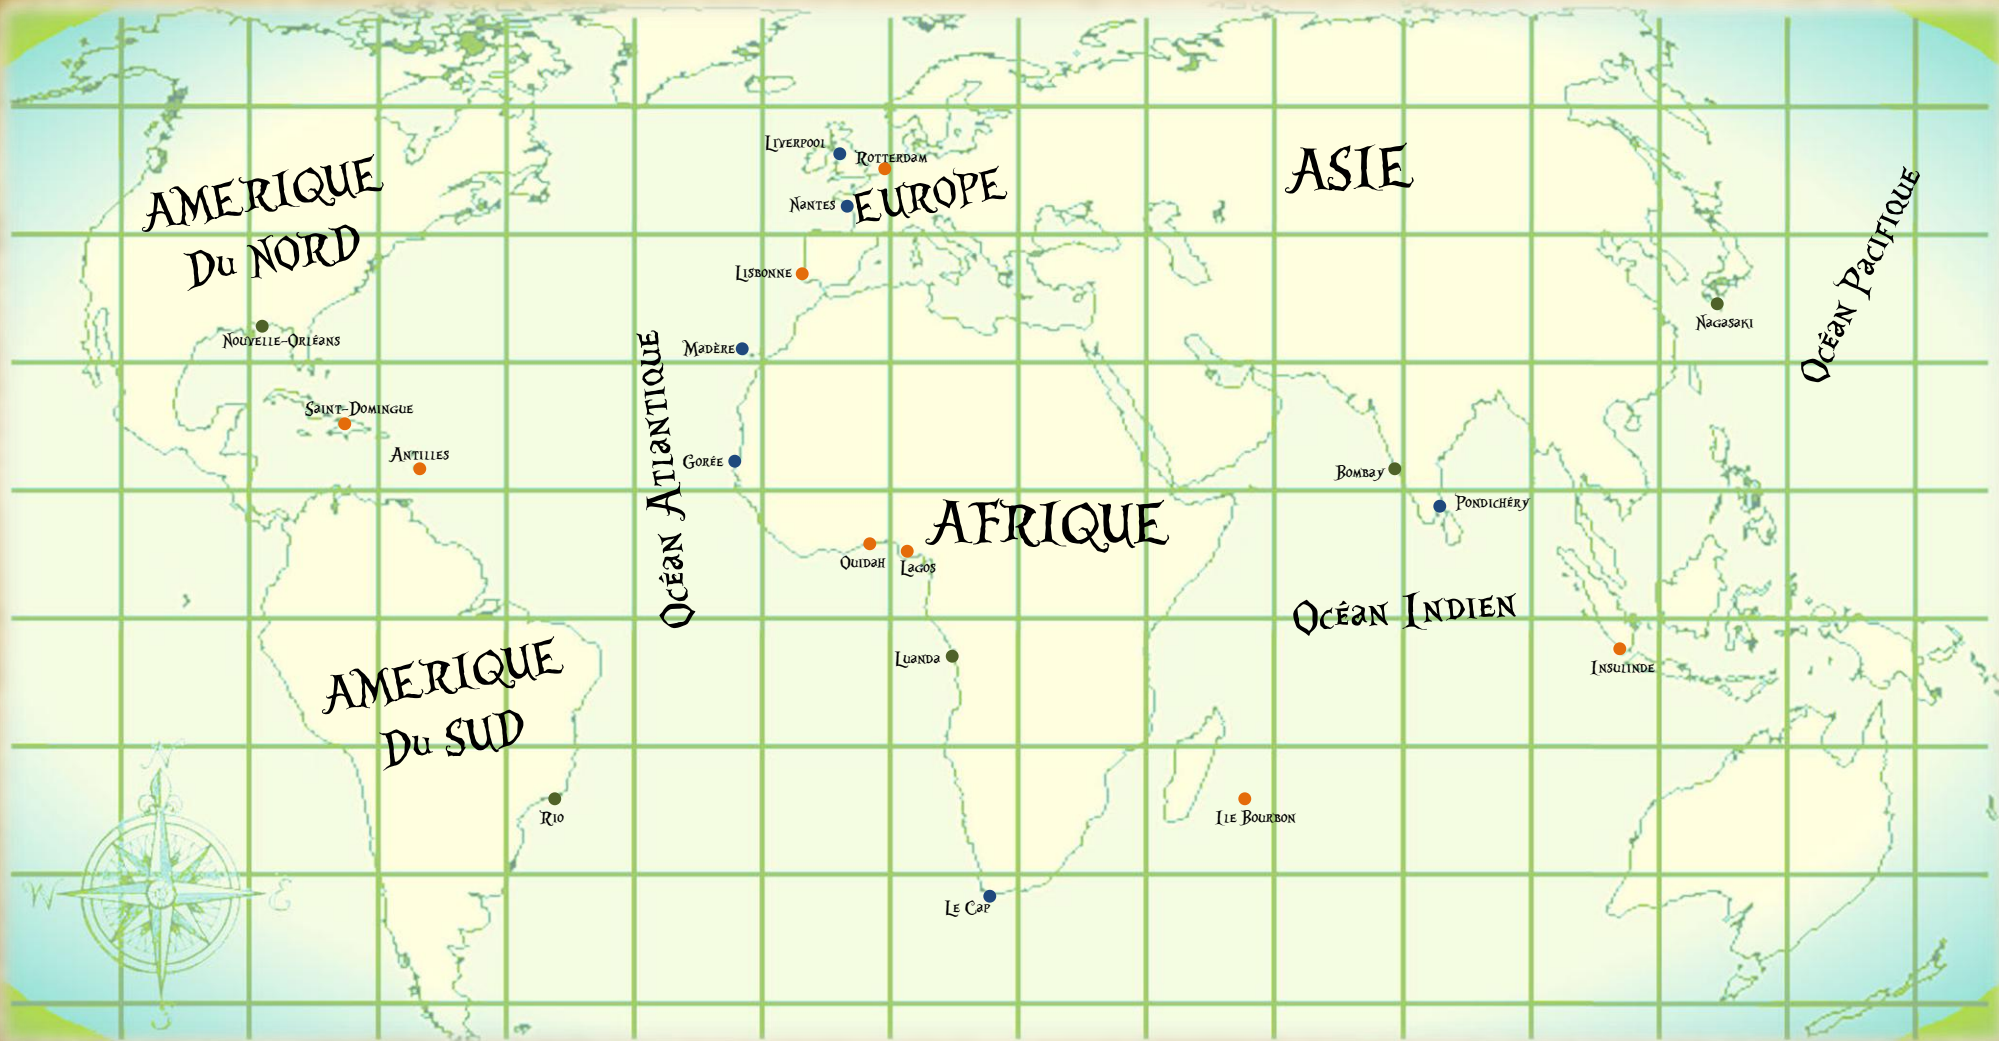 Liverpool
Rotterdam
ASIE
AMERIQUE
Du NORD
EUROPE
Nantes
Océan Pacifique
Lisbonne
Nagasaki
Nouvelle-Orléans
Madère
Océan Atlantique
Saint-Domingue
Antilles
Gorée
Bombay
Pondichéry
AFRIQUE
Ouidah
Lagos
Océan Indien
Luanda
Insulinde
AMERIQUE
Du SUD
N
Rio
Ile Bourbon
W
E
Le Cap
S